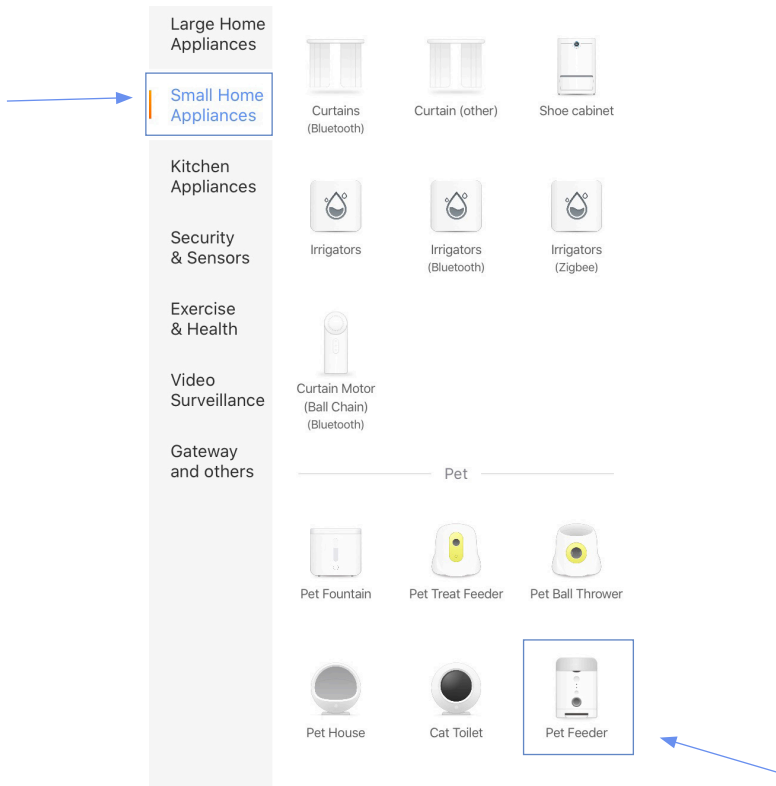 Large Home
Appliances
Small Home
Appliances
Kitchen
Appliances
Security
& Sensors
Exercise
& Health
Video
Surveillance
Gateway
and others
Curtains
(Bluetooth)
Curtain (other)
Shoe cabinet
Irrigators
Irrigators
(Bluetooth)
Irrigators
(Zigbee)
Curtain Motor
(Ball Chain)
(Bluetooth)
Pet
Pet Fountain
Pet Treat Feeder
Pet Ball Thrower
Pet House
Cat Toilet
Pet Feeder